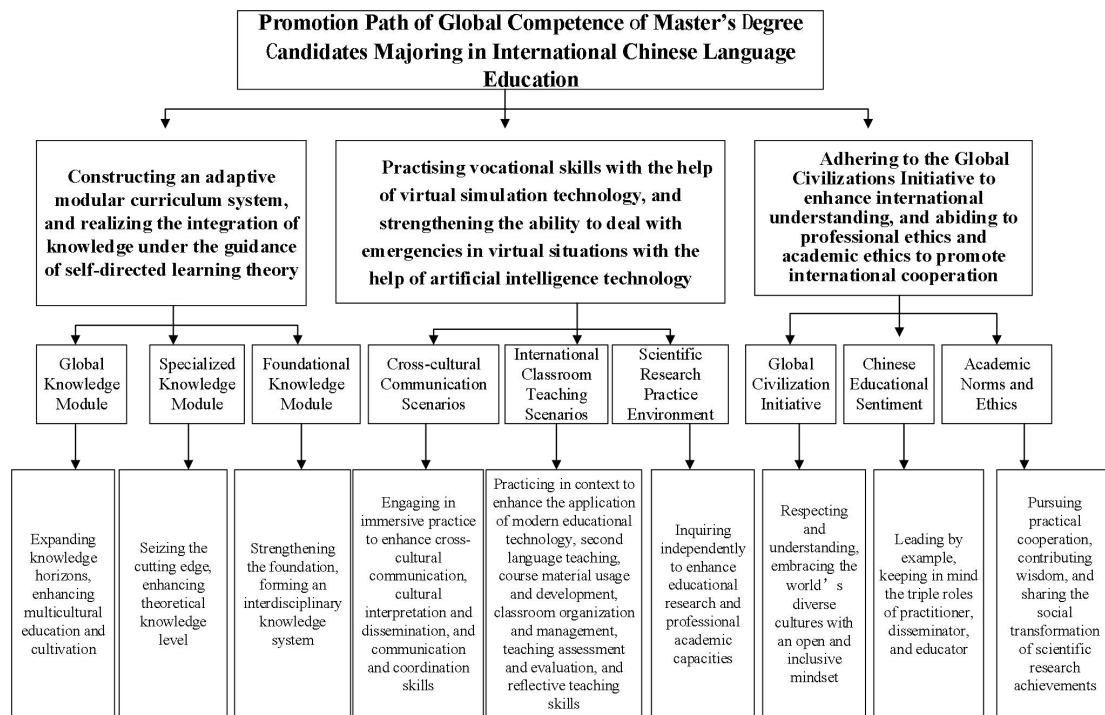 Promotion Path of Global Competence of Master's Degree
Candidates Majoring in International Chinese Language
Education
Constructing an adaptive
modular curriculum system,
and realizing the integration of
knowledge under the guidance
of self-directed learning theory
Practising vocational skills with the help
of virtual simulation technology, and
strengthening the ability to deal with
emergencies in virtual situations with the
help of artificial intelligence technology
Adhering to the Global
Civilizations Initiative to
enhance international
understanding, and abiding to
professional ethics and
academic ethics to promote
international cooperation
Global
Knowledge
Module
Specialized
Knowledge
Module
Foundational
Knowledge
Module
Cross-cultural
Communication
Scenarios
International
Classroom
Teaching
Scenarios
Scientific
Research
Practice
Environment
Global
Civilization
Initiative
Chinese
Educational
Sentiment
Academic
Norms and
Ethics
Expanding
knowledge
horizons,
enhancing
multicultural
education and
cultivation
Seizing the
cutting edge,
enhancing
theoretical
knowledge
level
Strengthening
the foundation,
forming an
interdisciplinary
knowledge
system
Engaging in
immersive practice
to enhance cross-
cultural
communication,
cultural
interpretation and
dissemination, and
communication
and coordination
skills
Practicing in context to
enhance the application
of modern educational
technology, second
language teaching,
course material usage
and development,
classroom organization
and management,
teaching assessment
and evaluation, and
reflective teaching
skills
Inquiring
independently
to enhance
educational
research and
professional
academic
capacities
Respecting
and
understanding,
embracing the
world's
diverse
cultures with
an open and
inclusive
mindset
Leading by
example,
keeping in mind
the triple roles
of practitioner,
disseminator,
and educator
Pursuing
practical
cooperation,
contributing
wisdom, and
sharing the
social
transformation
of scientific
research
achievements